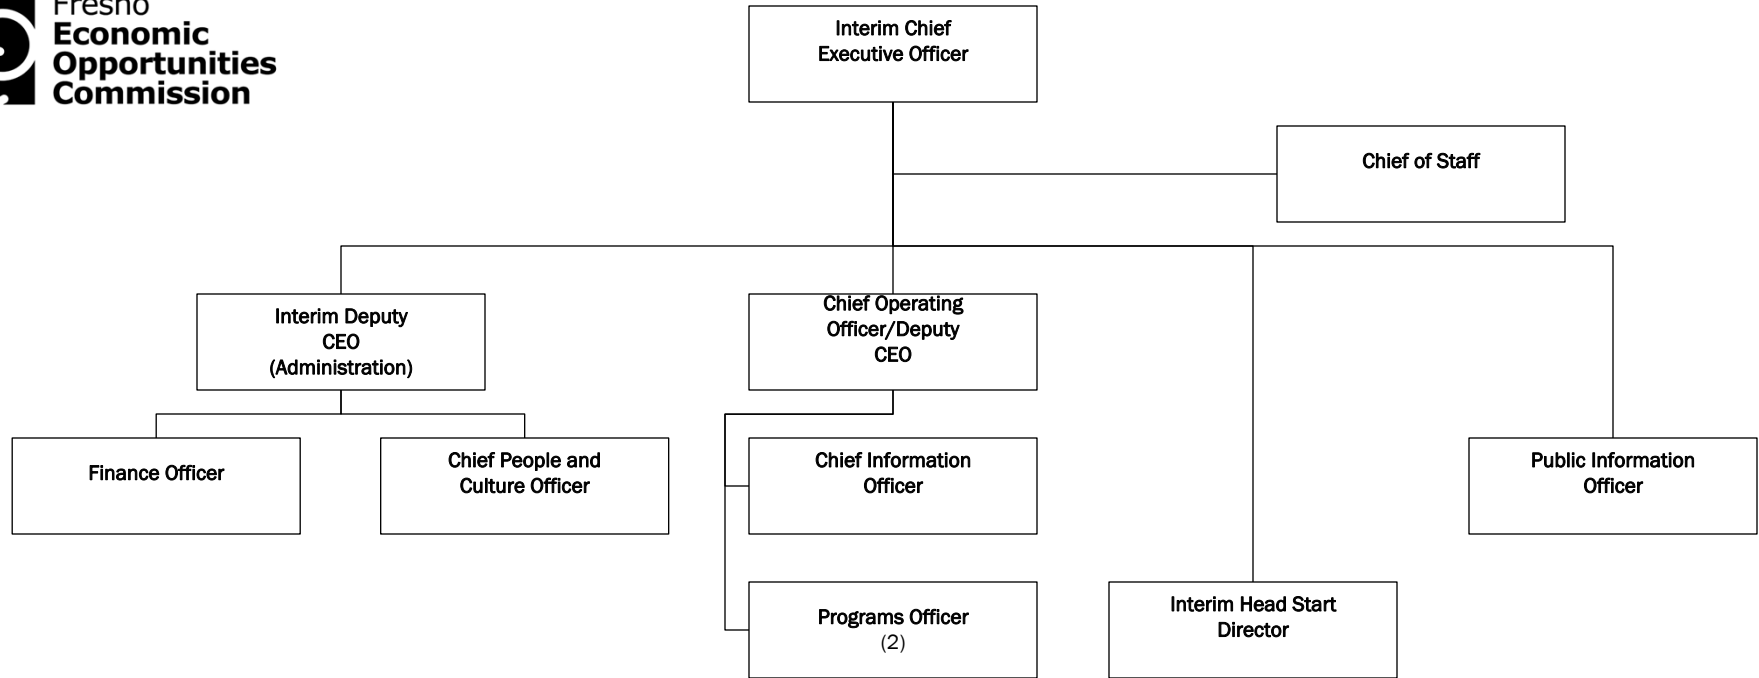 Fresno
Economic
Opportunities
Commission
Interim Chief
Executive Officer
Chief of Staff
Interim Deputy
CEO
(Administration)
Chief Operating
Officer/Deputy
CEO
Finance Officer
Chief People and
Culture Officer
Chief Information
Officer
Public Information
Officer
Programs Officer
(2)
Interim Head Start
Director